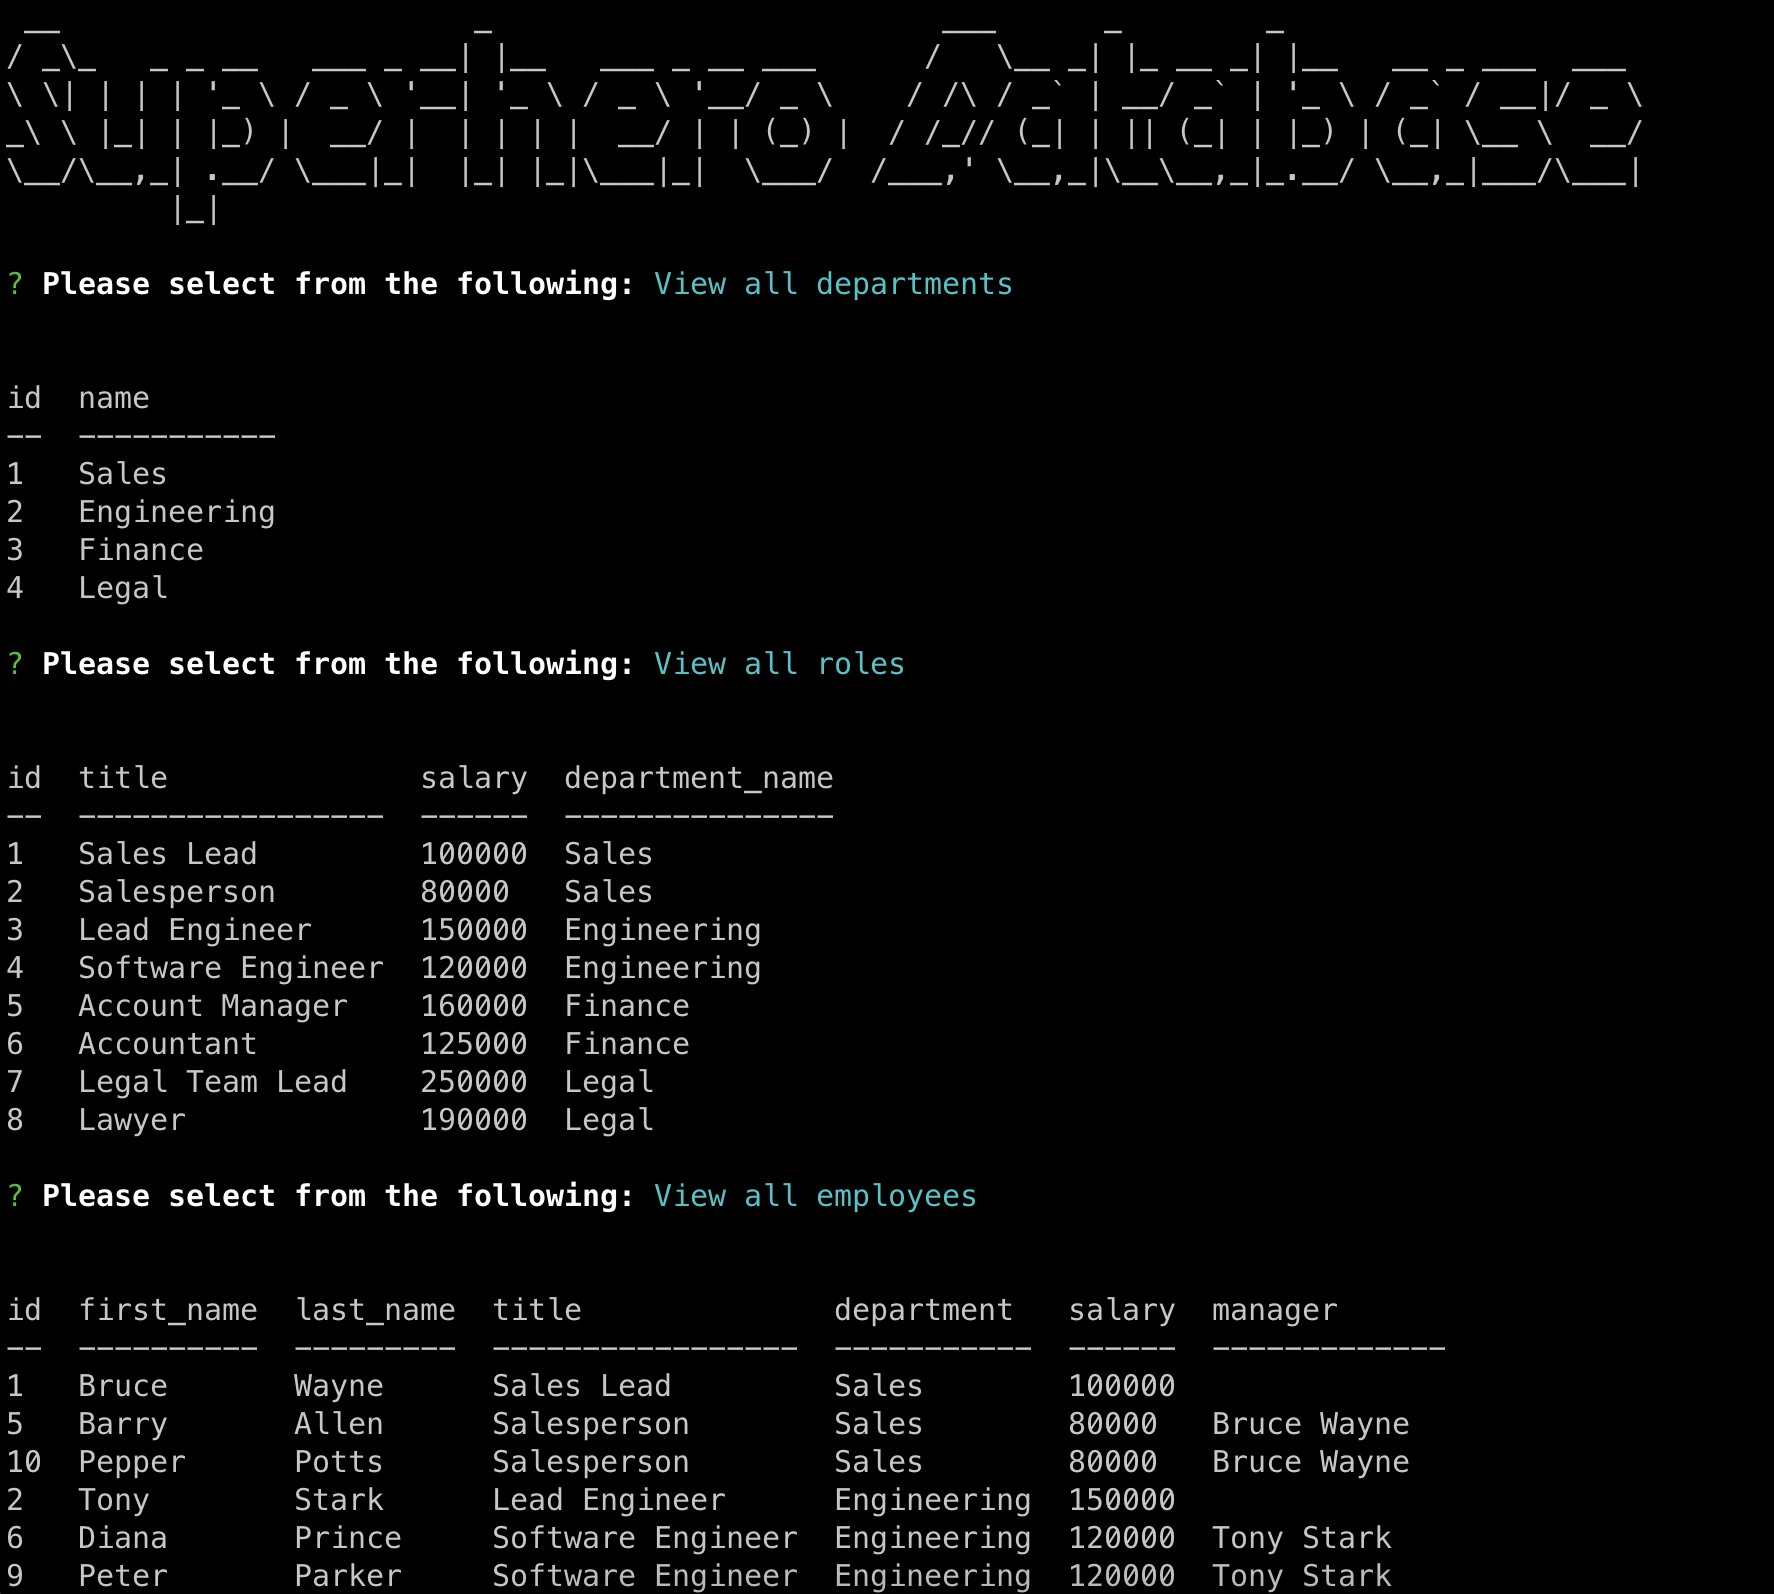 Superhero Database
? Please select from the following: View all departments
id  name
--  -----------
1   Sales
2   Engineering
3   Finance
4   Legal
? Please select from the following: View all roles
id  title              salary  department_name
--  -----------------  ------  ---------------
1   Sales Lead         100000  Sales
2   Salesperson        80000   Sales
3   Lead Engineer      150000  Engineering
4   Software Engineer  120000  Engineering
5   Account Manager    160000  Finance
6   Accountant         125000  Finance
7   Legal Team Lead    250000  Legal
8   Lawyer             190000  Legal
? Please select from the following: View all employees
id  first_name  last_name  title              department   salary  manager
--  ----------  ---------  -----------------  -----------  ------  -------------
1   Bruce       Wayne      Sales Lead         Sales        100000
5   Barry       Allen      Salesperson        Sales        80000   Bruce Wayne
10  Pepper      Potts      Salesperson        Sales        80000   Bruce Wayne
2   Tony        Stark      Lead Engineer      Engineering  150000
6   Diana       Prince     Software Engineer  Engineering  120000  Tony Stark
9   Peter       Parker     Software Engineer  Engineering  120000  Tony Stark